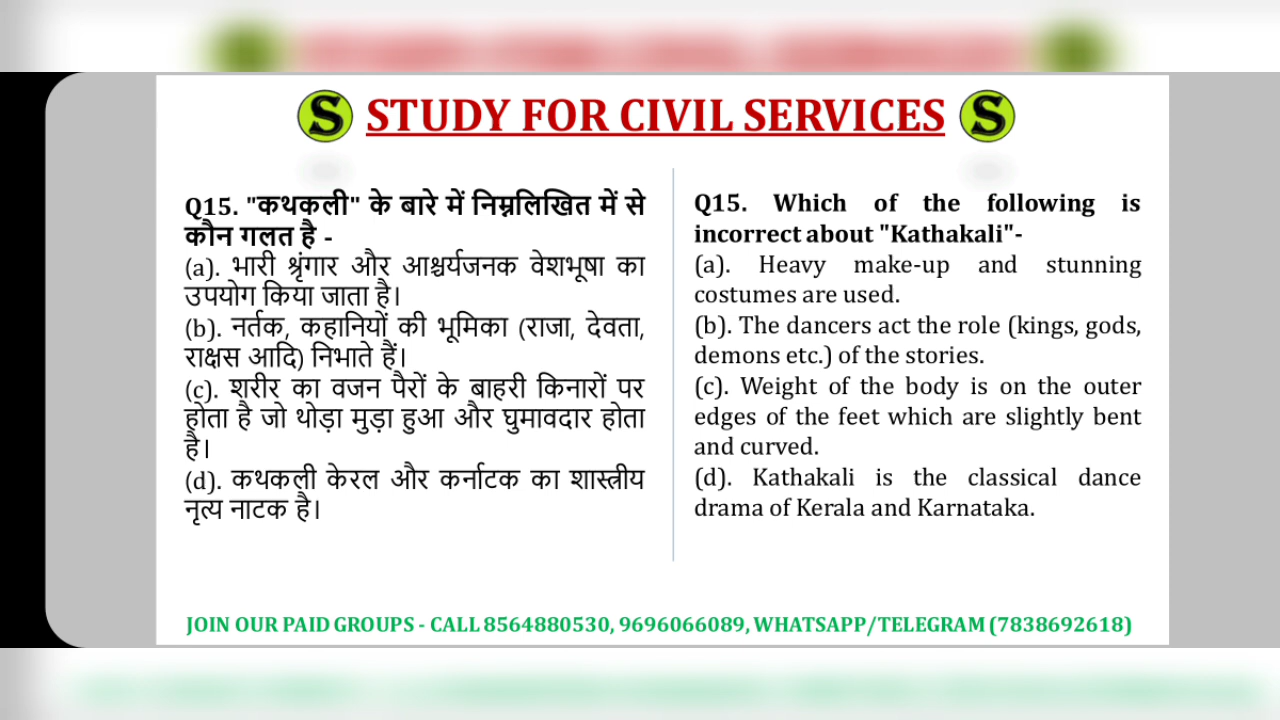 S STUDY FOR CIVIL SERVICES S
Q15. "कथकली" के बारे में निम्नलिखित में से
कौन गलत है -
(a). भारी श्रृंगार और आश्चर्यजनक वेशभूषा का
उपयोग किया जाता है।
(b). नर्तक, कहानियों की भूमिका (राजा, देवता,
राक्षस आदि) निभाते हैं।
(c). शरीर का वजन पैरों के बाहरी किनारों पर
होता है जो थोड़ा मुड़ा हुआ और घुमावदार होता
है।
(d). कथकली केरल और कर्नाटक का शास्त्रीय
नृत्य नाटक है।
Q15. Which of the following is
incorrect about "Kathakali"-
(a). Heavy make-up and stunning
costumes are used.
(b). The dancers act the role (kings, gods,
demons etc.) of the stories.
(c). Weight of the body is on the outer
edges of the feet which are slightly bent
and curved.
(d). Kathakali is the classical dance
drama of Kerala and Karnataka.
JOIN OUR PAID GROUPS - CALL 8564880530, 9696066089, WHATSAPP/TELEGRAM (7838692618)